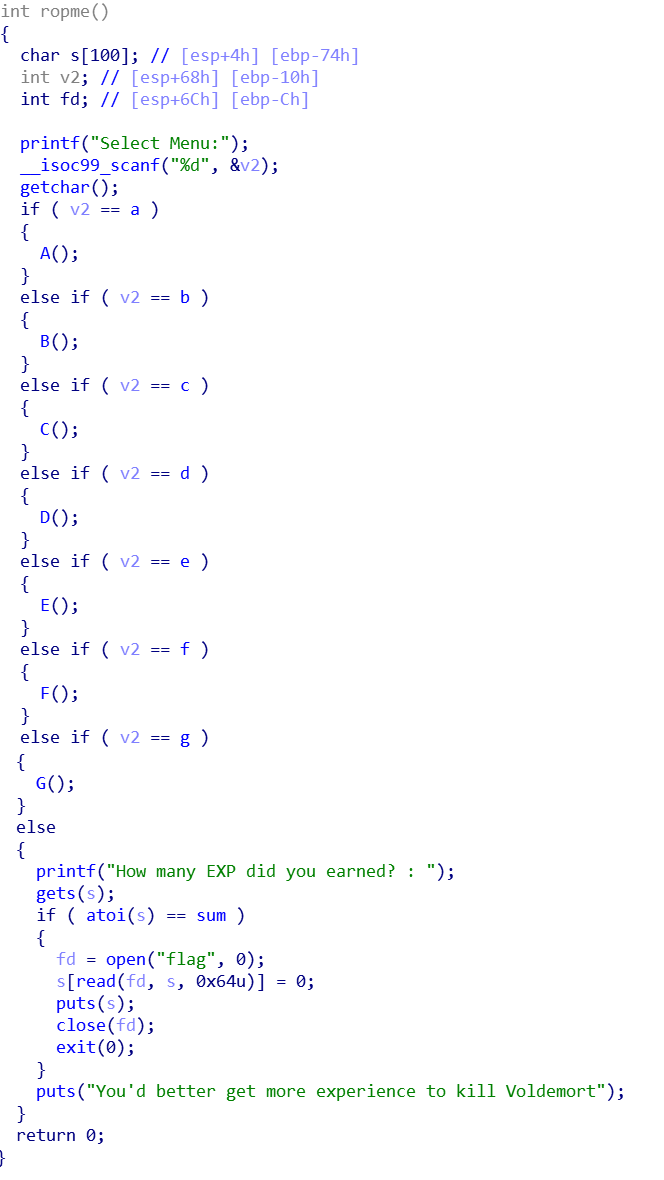 int ropme()
{
  char s[100]; // [esp+4h] [ebp-74h]
  int v2; // [esp+68h] [ebp-10h]
  int fd; // [esp+6Ch] [ebp-Ch]

  printf("Select Menu:");
  __isoc99_scanf("%d", &v2);
  getchar();
  if ( v2 == a )
  {
    A();
  }
  else if ( v2 == b )
  {
    B();
  }
  else if ( v2 == c )
  {
    C();
  }
  else if ( v2 == d )
  {
    D();
  }
  else if ( v2 == e )
  {
    E();
  }
  else if ( v2 == f )
  {
    F();
  }
  else if ( v2 == g )
  {
    G();
  }
  else
  {
    printf("How many EXP did you earned? : ");
    gets(s);
    if ( atoi(s) == sum )
    {
      fd = open("flag", 0);
      s[read(fd, s, 0x64u)] = 0;
      puts(s);
      close(fd);
      exit(0);
    }
    puts("You'd better get more experience to kill Voldemort");
  }
  return 0;
}